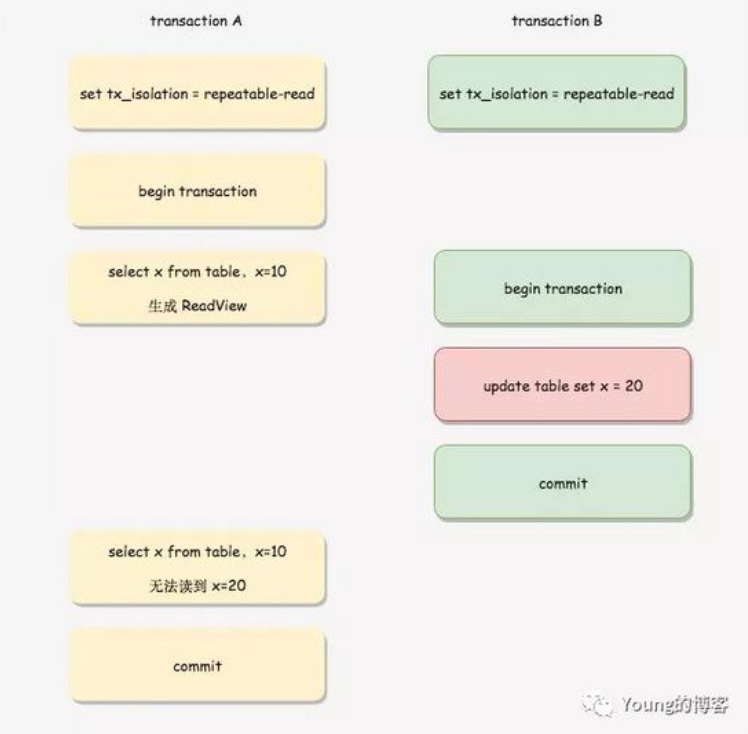 transaction A
transaction B
set tx_isolation = repeatable-read
set tx_isolation = repeatable-read
begin transaction
select x from table，x=10
生成 ReadView
begin transaction
update table set x = 20
commit
select x from table，x=10
无法读到 x=20
commit
Young的博客